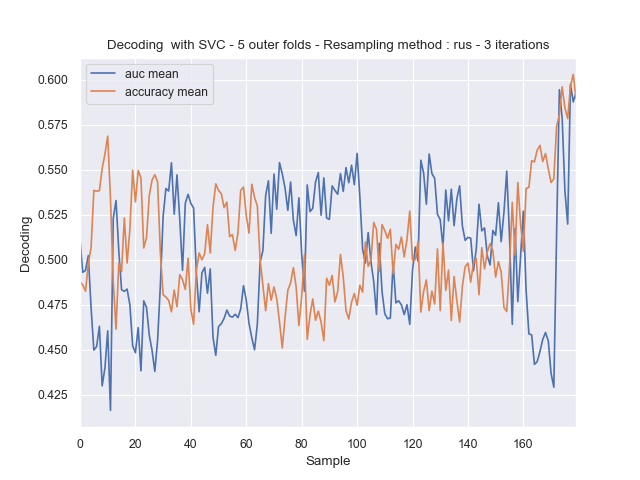 Decoding  with SVC - 5 outer folds - Resampling method : rus - 3 iterations
auc mean
accuracy mean
0.600
0.575
0.550
0.525
0.500
0.475
0.450
0.425
Decoding
0 20 40 60 80 100 120 140 160
Sample